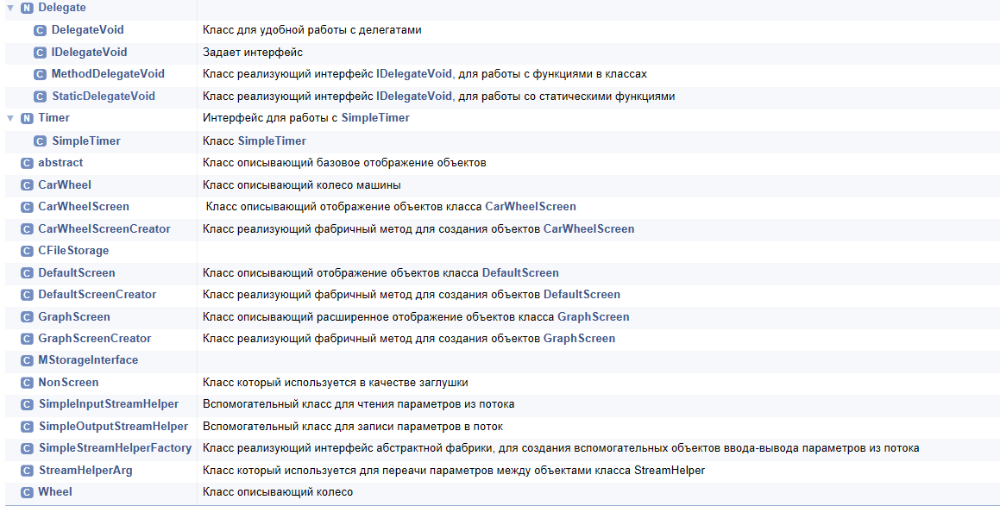 N Delegate
C DelegateVoid Класс для удобной работы с делегатами
C IDelegateVoid Задает интерфейс
C MethodDelegateVoid Класс реализующий интерфейс IDelegateVoid, для работы с функциями в классах
C StaticDelegateVoid Класс реализующий интерфейс IDelegateVoid, для работы со статическими функциями
N Timer Интерфейс для работы с SimpleTimer
C SimpleTimer Класс SimpleTimer
C abstract Класс описывающий базовое отображение объектов
C CarWheel Класс описывающий колесо машины
C CarWheelScreen Класс описывающий отображение объектов класса CarWheelScreen
C CarWheelScreenCreator Класс реализующий фабричный метод для создания объектов CarWheelScreen
C CFileStorage
C DefaultScreen Класс описывающий отображение объектов класса DefaultScreen
C DefaultScreenCreator Класс реализующий фабричный метод для создания объектов DefaultScreen
C GraphScreen Класс описывающий расширенное отображение объектов класса GraphScreen
C GraphScreenCreator Класс реализующий фабричный метод для создания объектов GraphScreen
C MStorageInterface
C NonScreen Класс который используется в качестве заглушки
C SimpleInputStreamHelper Вспомогательный класс для чтения параметров из потока
C SimpleOutputStreamHelper Вспомогательный класс для записи параметров в поток
C SimpleStreamHelperFactory Класс реализующий интерфейс абстрактной фабрики, для создания вспомогательных объектов ввода-вывода параметров из потока
C StreamHelperArg Класс который используется для переачи параметров между объектами класса StreamHelper
C Wheel Класс описывающий колесо